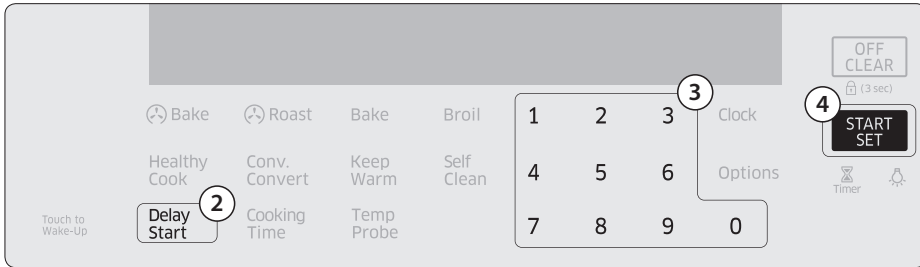 OFF
CLEAR
(3 sec)
Bake
Roast
Bake
Broil
1 2 3
3
Clock
4
START
SET
Healthy
Cook
Conv.
Convert
Keep
Warm
Self
Clean
4 5 6
Options
Timer
Touch to
Wake-Up
Delay
Start
2
Cooking
Time
Temp
Probe
7 8 9 0